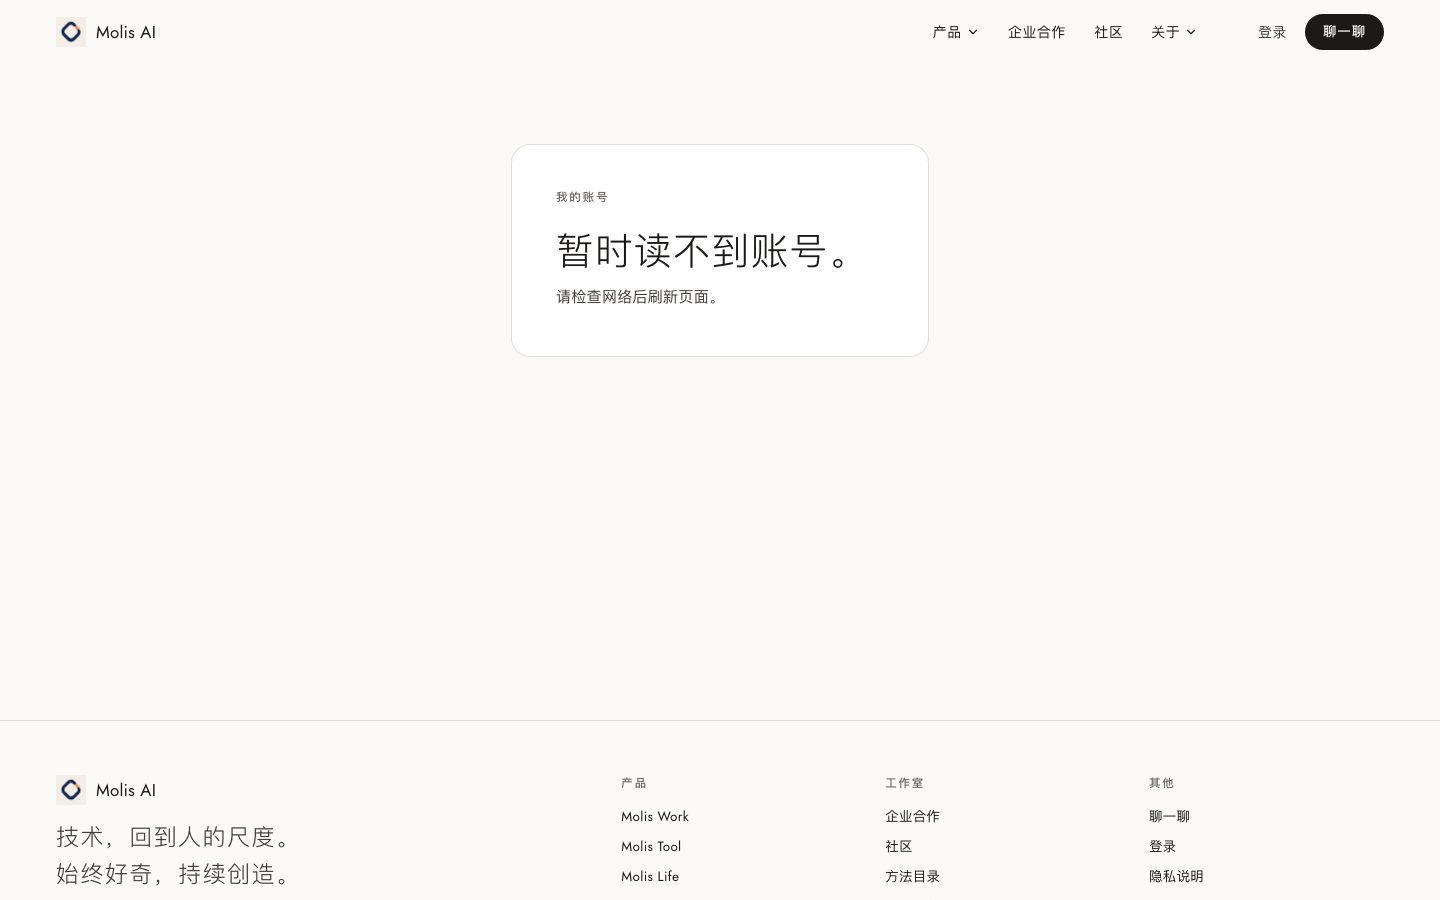 Molis AI
产品
企业合作
社区
关于
登录
聊一聊
我的账号
暂时读不到账号。
请检查网络后刷新页面。
Molis AI
技术，回到人的尺度。
始终好奇，持续创造。
产品
Molis Work
Molis Tool
Molis Life
工作室
企业合作
社区
方法目录
其他
聊一聊
登录
隐私说明